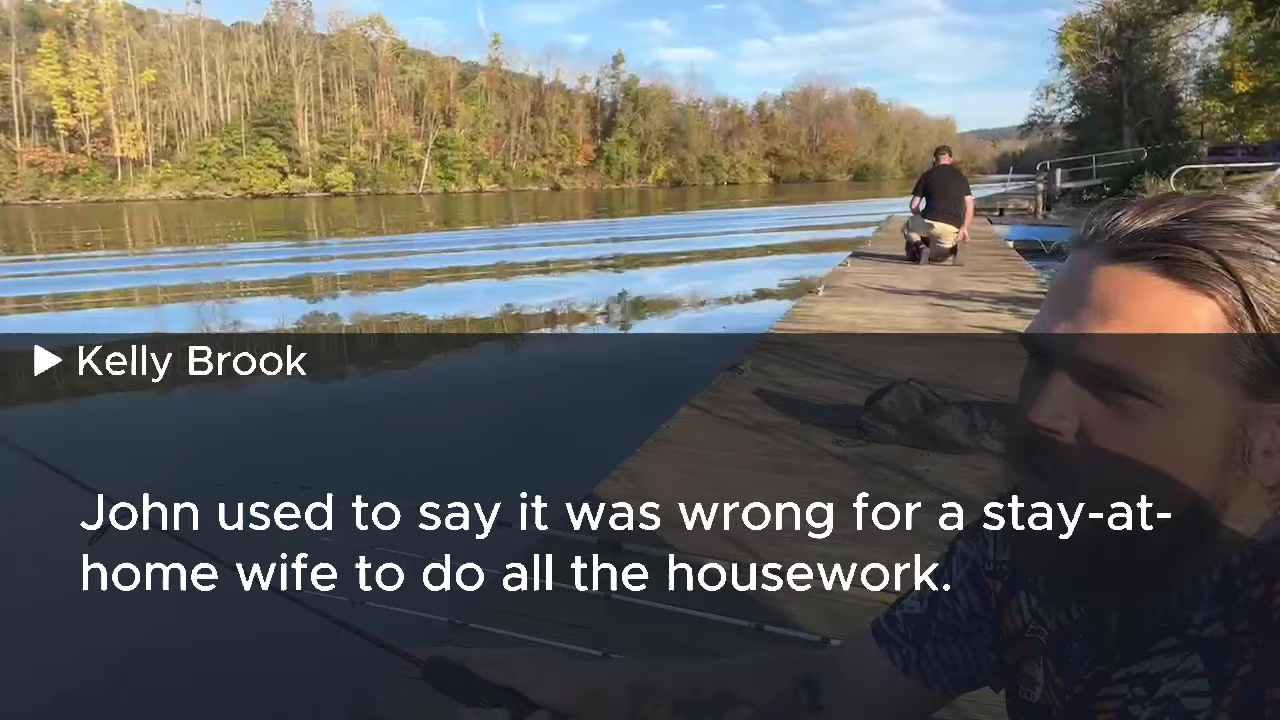 Kelly Brook
John used to say it was wrong for a stay-at-
home wife to do all the housework.